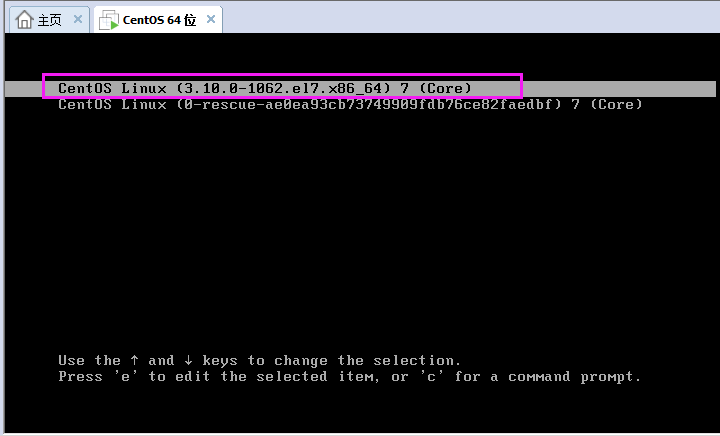 主页 × CentOS 64 位 ×
CentOS Linux (3.10.0-1062.el7.x86_64) 7 (Core)
CentOS Linux (0-rescue-ae0ea93cb73749909fdb76ce82faedbf) 7 (Core)
Use the ↑ and ↓ keys to change the selection.
Press 'e' to edit the selected item, or 'c' for a command prompt.